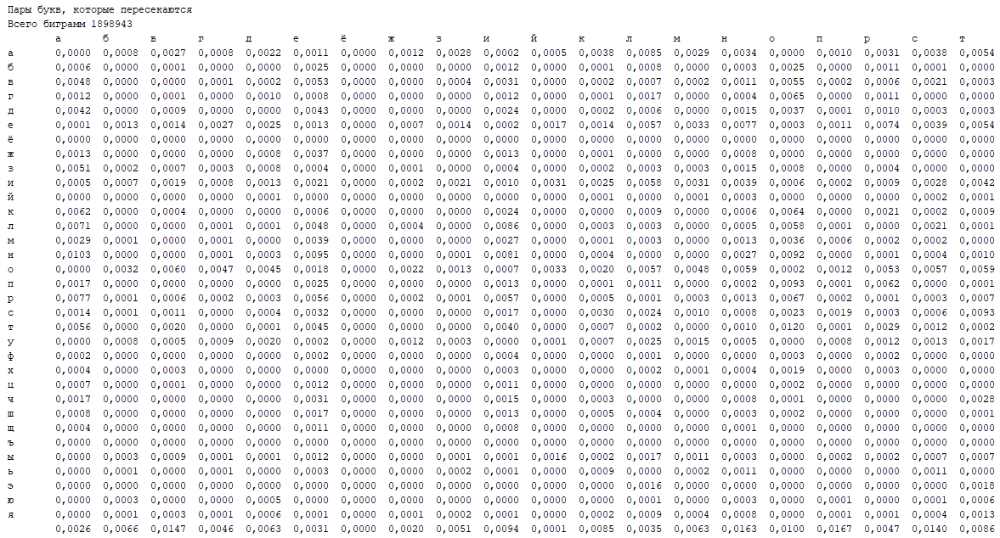 Пары букв, которые пересекаются
Всего биграмм 1898943
а б в г д е ё ж з и й к л м н о п р с т
а 0,0000 0,0008 0,0027 0,0008 0,0022 0,0011 0,0000 0,0012 0,0028 0,0002 0,0005 0,0038 0,0085 0,0029 0,0034 0,0000 0,0010 0,0031 0,0038 0,0054
б 0,0006 0,0000 0,0001 0,0000 0,0000 0,0025 0,0000 0,0000 0,0000 0,0012 0,0000 0,0001 0,0008 0,0000 0,0003 0,0025 0,0000 0,0011 0,0001 0,0000
в 0,0048 0,0000 0,0000 0,0001 0,0002 0,0053 0,0000 0,0000 0,0004 0,0031 0,0000 0,0002 0,0007 0,0002 0,0011 0,0055 0,0002 0,0006 0,0021 0,0003
г 0,0012 0,0000 0,0001 0,0000 0,0010 0,0008 0,0000 0,0000 0,0000 0,0012 0,0000 0,0001 0,0017 0,0000 0,0004 0,0065 0,0000 0,0011 0,0000 0,0000
д 0,0042 0,0000 0,0009 0,0000 0,0000 0,0043 0,0000 0,0000 0,0000 0,0024 0,0000 0,0002 0,0006 0,0000 0,0015 0,0037 0,0001 0,0010 0,0003 0,0003
е 0,0001 0,0013 0,0014 0,0027 0,0025 0,0013 0,0000 0,0007 0,0014 0,0002 0,0017 0,0014 0,0057 0,0033 0,0077 0,0003 0,0011 0,0074 0,0039 0,0054
ё 0,0000 0,0000 0,0000 0,0000 0,0000 0,0000 0,0000 0,0000 0,0000 0,0000 0,0000 0,0000 0,0000 0,0000 0,0000 0,0000 0,0000 0,0000 0,0000 0,0000
ж 0,0013 0,0000 0,0000 0,0000 0,0008 0,0037 0,0000 0,0000 0,0000 0,0013 0,0000 0,0001 0,0000 0,0000 0,0008 0,0000 0,0000 0,0000 0,0000 0,0000
з 0,0051 0,0002 0,0007 0,0003 0,0008 0,0004 0,0000 0,0001 0,0000 0,0004 0,0000 0,0002 0,0003 0,0003 0,0015 0,0008 0,0000 0,0004 0,0000 0,0000
и 0,0005 0,0007 0,0019 0,0008 0,0013 0,0021 0,0000 0,0002 0,0021 0,0010 0,0031 0,0025 0,0058 0,0031 0,0039 0,0006 0,0002 0,0009 0,0028 0,0042
й 0,0000 0,0000 0,0000 0,0000 0,0001 0,0000 0,0000 0,0000 0,0000 0,0000 0,0000 0,0001 0,0000 0,0001 0,0003 0,0000 0,0000 0,0000 0,0002 0,0001
к 0,0062 0,0000 0,0004 0,0000 0,0000 0,0006 0,0000 0,0000 0,0000 0,0024 0,0000 0,0000 0,0009 0,0000 0,0006 0,0064 0,0000 0,0021 0,0002 0,0009
л 0,0071 0,0000 0,0000 0,0001 0,0001 0,0048 0,0000 0,0004 0,0000 0,0086 0,0000 0,0003 0,0003 0,0000 0,0005 0,0058 0,0001 0,0000 0,0021 0,0001
м 0,0029 0,0001 0,0000 0,0001 0,0000 0,0039 0,0000 0,0000 0,0000 0,0027 0,0000 0,0001 0,0003 0,0000 0,0013 0,0036 0,0006 0,0002 0,0002 0,0000
н 0,0103 0,0000 0,0000 0,0001 0,0003 0,0095 0,0000 0,0000 0,0001 0,0081 0,0000 0,0004 0,0000 0,0000 0,0027 0,0092 0,0000 0,0001 0,0004 0,0010
о 0,0000 0,0032 0,0060 0,0047 0,0045 0,0018 0,0000 0,0022 0,0013 0,0007 0,0033 0,0020 0,0057 0,0048 0,0059 0,0002 0,0012 0,0053 0,0057 0,0059
п 0,0017 0,0000 0,0000 0,0000 0,0000 0,0025 0,0000 0,0000 0,0000 0,0013 0,0000 0,0001 0,0011 0,0000 0,0002 0,0093 0,0001 0,0062 0,0000 0,0001
р 0,0077 0,0001 0,0006 0,0002 0,0003 0,0056 0,0000 0,0002 0,0001 0,0057 0,0000 0,0005 0,0001 0,0003 0,0013 0,0067 0,0002 0,0001 0,0003 0,0007
с 0,0014 0,0001 0,0011 0,0000 0,0004 0,0032 0,0000 0,0000 0,0000 0,0017 0,0000 0,0030 0,0024 0,0010 0,0008 0,0023 0,0019 0,0003 0,0006 0,0093
т 0,0056 0,0000 0,0020 0,0000 0,0001 0,0045 0,0000 0,0000 0,0000 0,0040 0,0000 0,0007 0,0002 0,0000 0,0010 0,0120 0,0001 0,0029 0,0012 0,0002
у 0,0000 0,0008 0,0005 0,0009 0,0020 0,0002 0,0000 0,0012 0,0003 0,0000 0,0001 0,0007 0,0025 0,0015 0,0005 0,0000 0,0008 0,0012 0,0013 0,0017
ф 0,0002 0,0000 0,0000 0,0000 0,0000 0,0002 0,0000 0,0000 0,0000 0,0004 0,0000 0,0000 0,0001 0,0000 0,0000 0,0003 0,0000 0,0002 0,0000 0,0000
х 0,0004 0,0000 0,0003 0,0000 0,0000 0,0000 0,0000 0,0000 0,0000 0,0003 0,0000 0,0000 0,0002 0,0001 0,0004 0,0019 0,0000 0,0003 0,0000 0,0000
ц 0,0007 0,0000 0,0001 0,0000 0,0000 0,0012 0,0000 0,0000 0,0000 0,0011 0,0000 0,0000 0,0000 0,0000 0,0000 0,0002 0,0000 0,0000 0,0000 0,0000
ч 0,0017 0,0000 0,0000 0,0000 0,0000 0,0031 0,0000 0,0000 0,0000 0,0015 0,0000 0,0003 0,0000 0,0000 0,0008 0,0001 0,0000 0,0000 0,0000 0,0028
ш 0,0008 0,0000 0,0000 0,0000 0,0000 0,0017 0,0000 0,0000 0,0000 0,0013 0,0000 0,0005 0,0004 0,0000 0,0003 0,0002 0,0000 0,0000 0,0000 0,0001
щ 0,0004 0,0000 0,0000 0,0000 0,0000 0,0011 0,0000 0,0000 0,0000 0,0008 0,0000 0,0000 0,0000 0,0000 0,0001 0,0000 0,0000 0,0000 0,0000 0,0000
ъ 0,0000 0,0000 0,0000 0,0000 0,0000 0,0000 0,0000 0,0000 0,0000 0,0000 0,0000 0,0000 0,0000 0,0000 0,0000 0,0000 0,0000 0,0000 0,0000 0,0000
ы 0,0000 0,0003 0,0009 0,0001 0,0001 0,0012 0,0000 0,0000 0,0001 0,0001 0,0016 0,0002 0,0017 0,0011 0,0003 0,0000 0,0002 0,0002 0,0007 0,0007
ь 0,0000 0,0001 0,0000 0,0001 0,0000 0,0003 0,0000 0,0000 0,0002 0,0001 0,0000 0,0009 0,0000 0,0002 0,0011 0,0000 0,0000 0,0000 0,0011 0,0000
э 0,0000 0,0000 0,0000 0,0000 0,0000 0,0000 0,0000 0,0000 0,0000 0,0000 0,0000 0,0000 0,0016 0,0000 0,0000 0,0000 0,0000 0,0000 0,0000 0,0018
ю 0,0000 0,0003 0,0000 0,0000 0,0005 0,0000 0,0000 0,0000 0,0000 0,0000 0,0000 0,0001 0,0000 0,0000 0,0003 0,0000 0,0000 0,0000 0,0001 0,0006
я 0,0000 0,0001 0,0003 0,0001 0,0006 0,0001 0,0000 0,0001 0,0002 0,0001 0,0000 0,0002 0,0009 0,0004 0,0008 0,0000 0,0001 0,0001 0,0004 0,0013
0,0026 0,0066 0,0147 0,0046 0,0063 0,0031 0,0000 0,0020 0,0051 0,0094 0,0001 0,0085 0,0035 0,0063 0,0163 0,0100 0,0167 0,0047 0,0140 0,0086